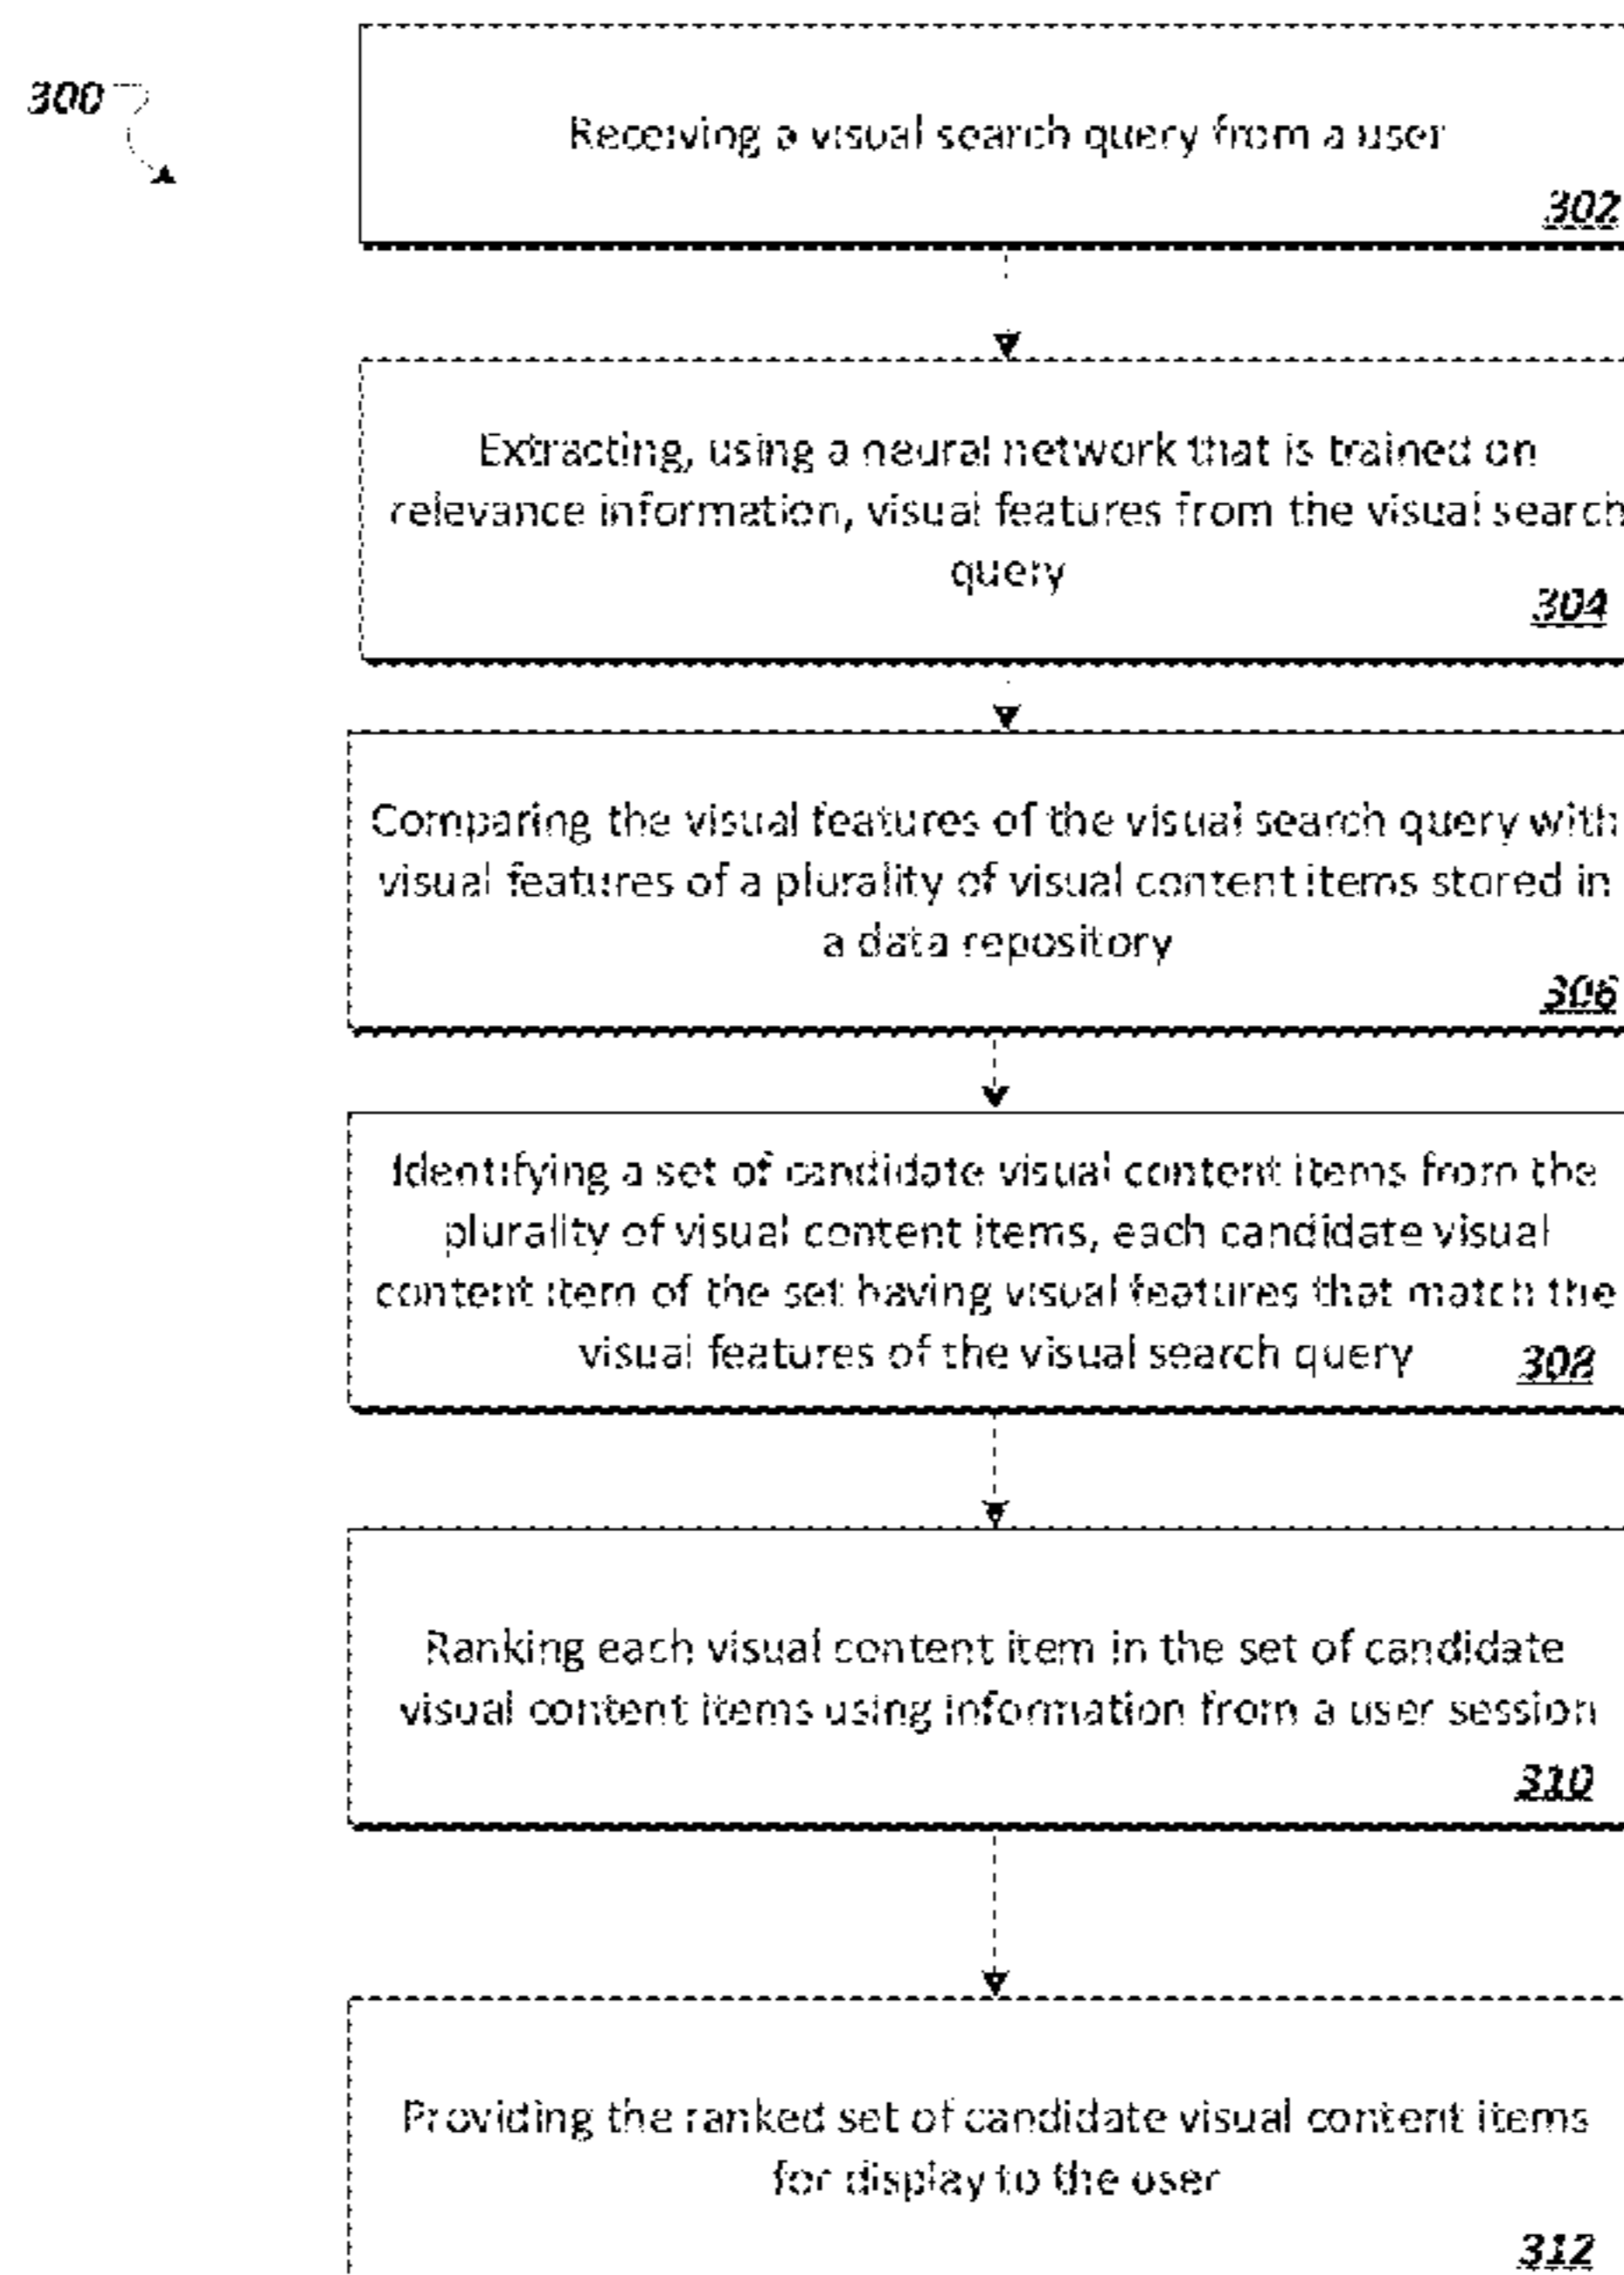 300
Receiving a visual search query from a user
302
Extracting, using a neural network that is trained on
relevance information, visual features from the visual search
query
304
Comparing the visual features of the visual search query with
visual features of a plurality of visual content items stored in
a data repository
306
Identifying a set of candidate visual content items from the
plurality of visual content items, each candidate visual
content item of the set having visual features that match the
visual features of the visual search query
308
Ranking each visual content item in the set of candidate
visual content items using information from a user session
310
Providing the ranked set of candidate visual content items
for display to the user
312